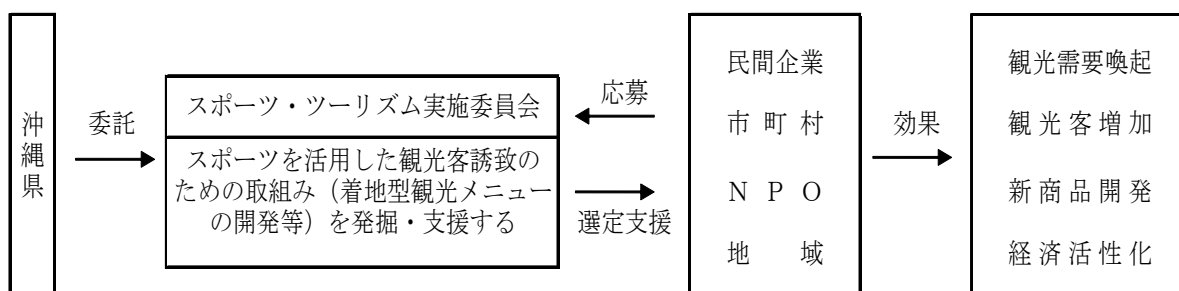 沖縄県
委託
スポーツ・ツーリズム実施委員会
スポーツを活用した観光客誘致の
ための取組み（着地型観光メニュー
の開発等）を発掘・支援する
応募
選定支援
民間企業
市町村
ＮＰＯ
地域
効果
観光需要喚起
観光客増加
新商品開発
経済活性化